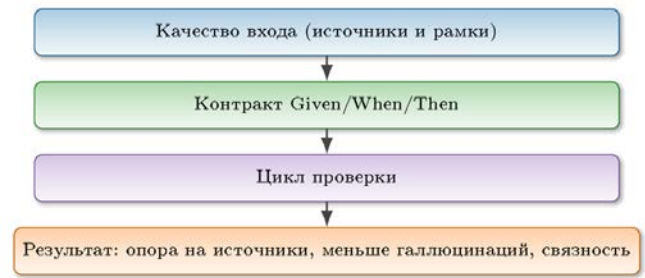 Качество входа (источники и рамки)
Контракт Given/When/Then
Цикл проверки
Результат: опора на источники, меньше галлюцинаций, связность